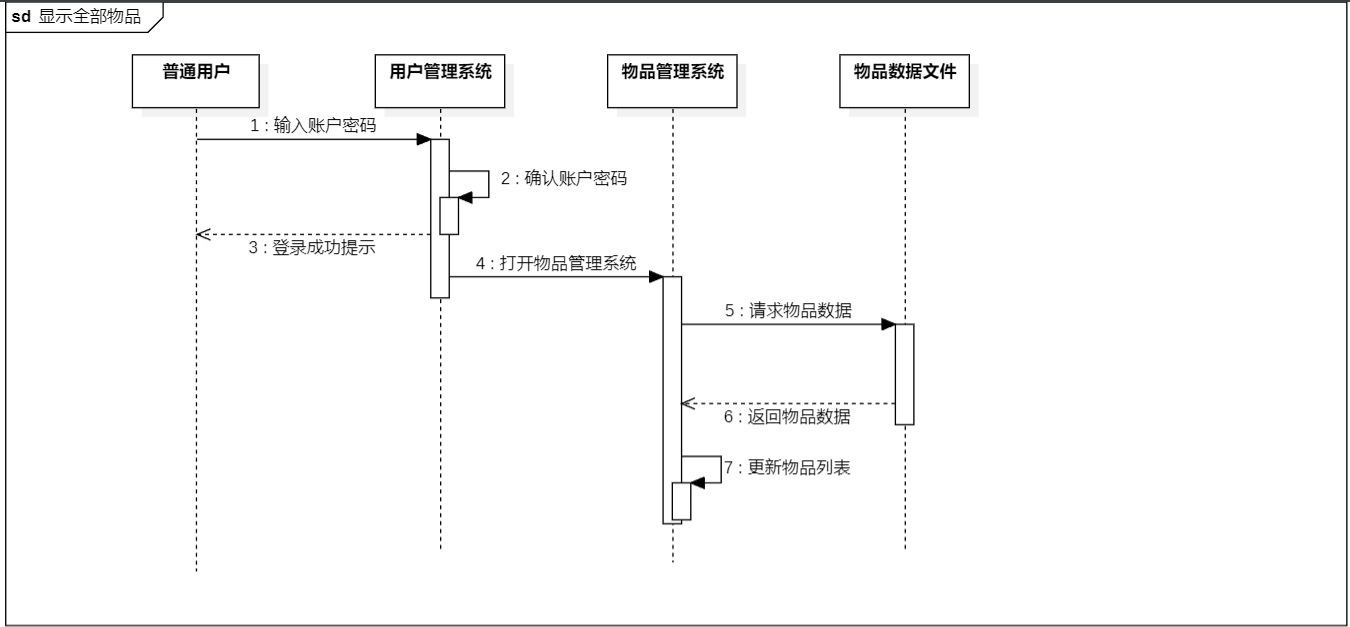 sd 显示全部物品
普通用户
用户管理系统
物品管理系统
物品数据文件
1 : 输入账户密码
2 : 确认账户密码
3 : 登录成功提示
4 : 打开物品管理系统
5 : 请求物品数据
6 : 返回物品数据
7 : 更新物品列表